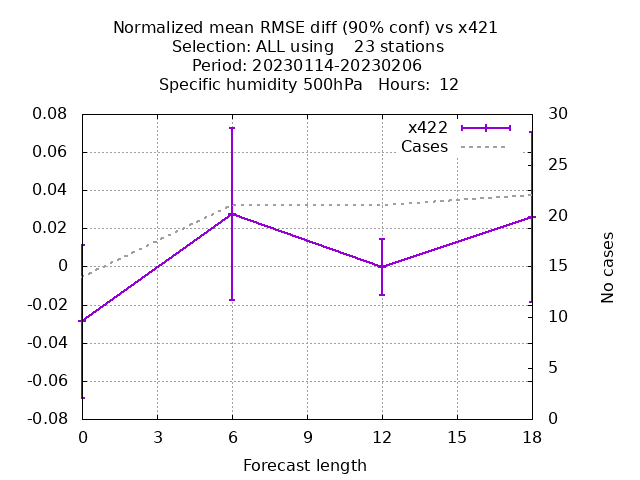 Normalized mean RMSE diff (90% conf) vs x421
Selection: ALL using    23 stations
Period: 20230114-20230206
Specific humidity 500hPa   Hours:  12
x422
Cases
0.08
0.06
0.04
0.02
0
-0.02
-0.04
-0.06
-0.08
30
25
20
15
10
5
0
No cases
0 3 6 9 12 15 18
Forecast length